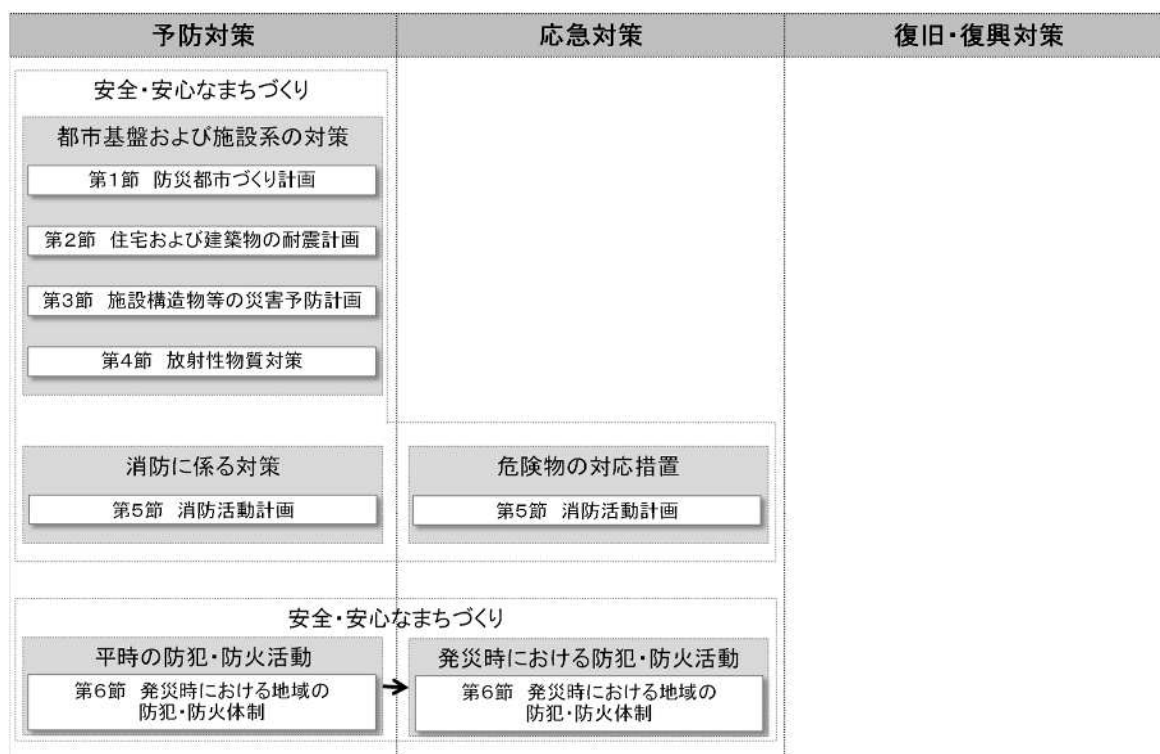 予防対策
応急対策
復旧・復興対策
安全・安心なまちづくり
都市基盤および施設系の対策
第1節 防災都市づくり計画
第2節 住宅および建築物の耐震計画
第3節 施設構造物等の災害予防計画
第4節 放射性物質対策
消防に係る対策
第5節 消防活動計画
危険物の対応措置
第5節 消防活動計画
安全・安心なまちづくり
平時の防犯・防火活動
第6節 発災時における地域の
防犯・防火体制
発災時における防犯・防火活動
第6節 発災時における地域の
防犯・防火体制